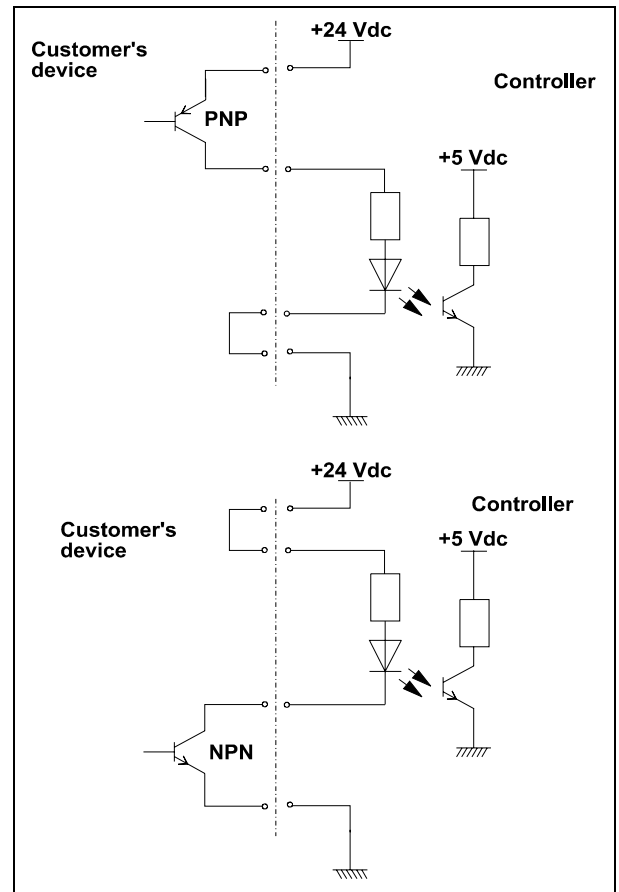 +24 Vdc
Customer's
device
Controller
PNP
+5 Vdc
+24 Vdc
Controller
Customer's
device
+5 Vdc
NPN